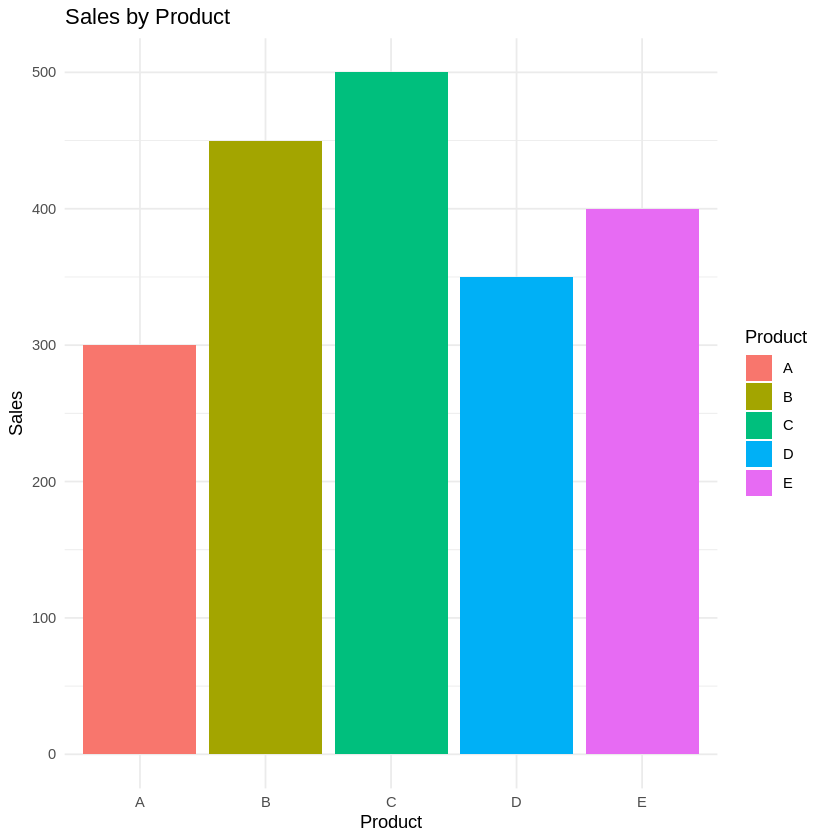 Sales by Product
500
400
300
200
100
0
Sales
A
B
C
D
E
Product
Product
A
B
C
D
E